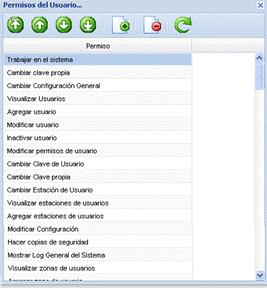 Permisos del Usuario...
Permiso
Trabajar en el sistema
Cambiar clave propia
Cambiar Configuración General
Visualizar Usuarios
Agregar usuario
Modificar usuario
Inactivar usuario
Modificar permisos de usuario
Cambiar Clave de Usuario
Cambiar Clave propia
Cambiar Estación de Usuario
Visualizar estaciones de usuarios
Agregar estaciones de usuarios
Modificar Configuración
Hacer copias de seguridad
Mostrar Log General del Sistema
Visualizar zonas de usuarios